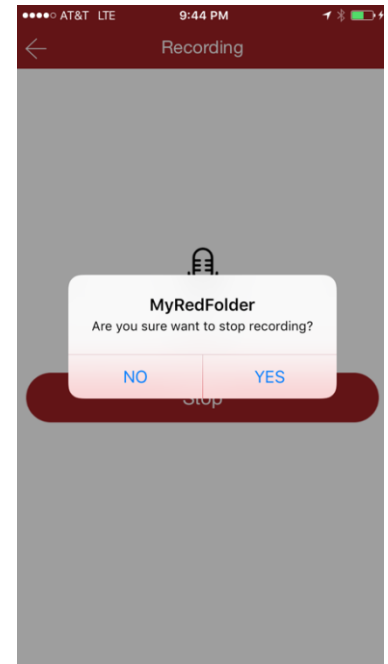 AT&T LTE 9:44 PM
Recording
MyRedFolder
Are you sure want to stop recording?
NO YES
Stop